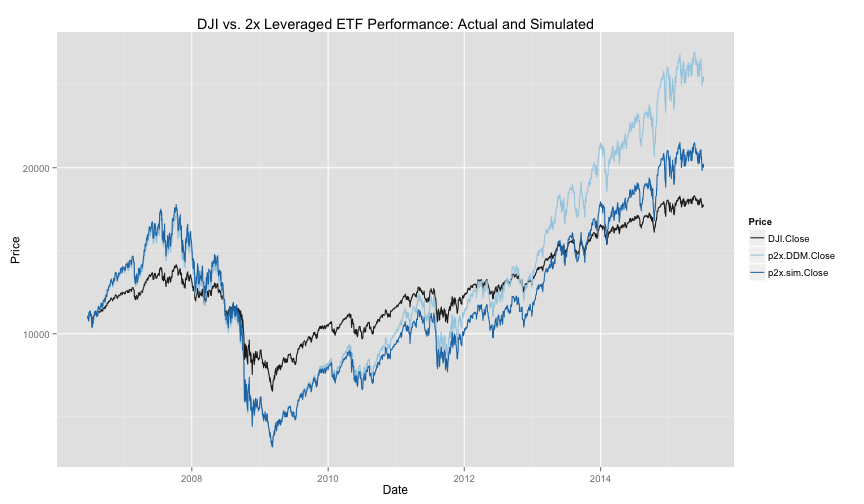 DJI vs. 2x Leveraged ETF Performance: Actual and Simulated
20000
10000
Price
2008
2010
2012
2014
Date
Price
DJI.Close
p2x.DDM.Close
p2x.sim.Close